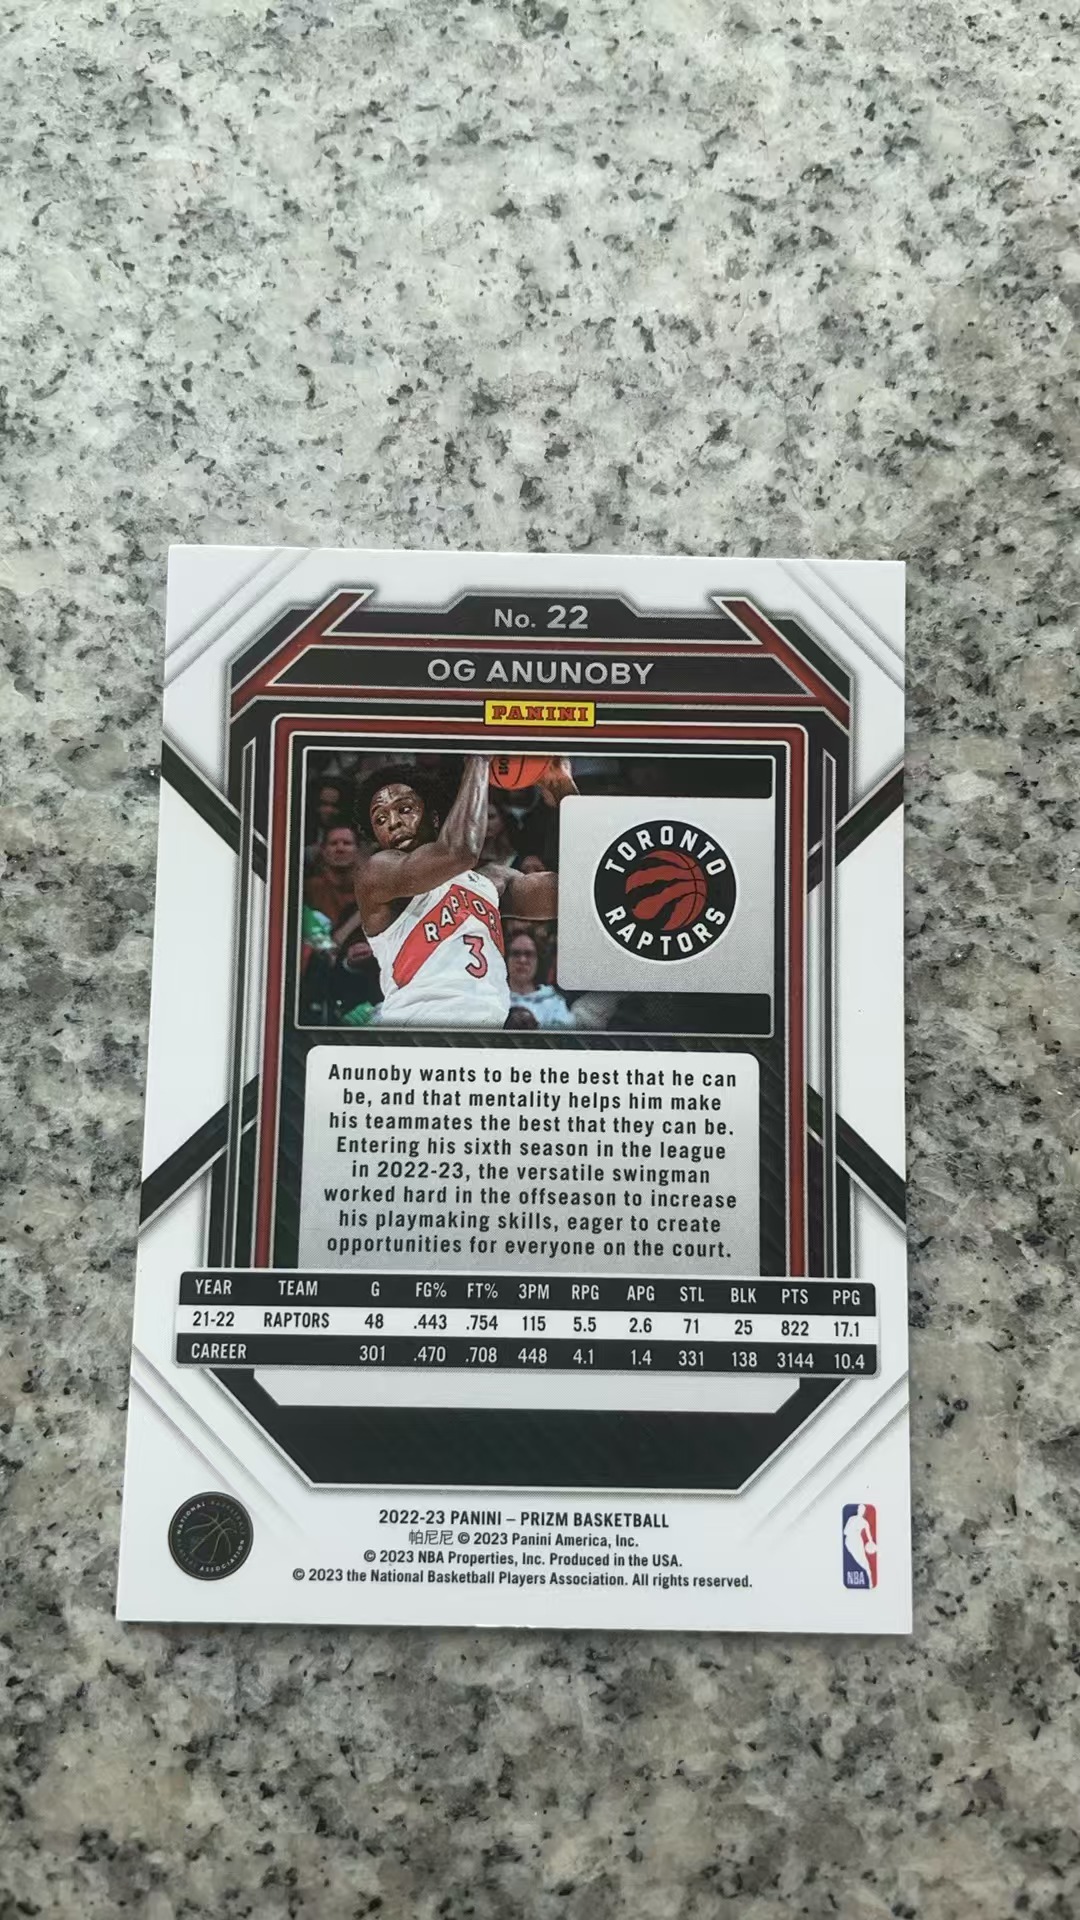 No. 22
OG ANUNOBY
PANINI
RAPTORS
3
TORONTO
RAPTORS
Anunoby wants to be the best that he can
be, and that mentality helps him make
his teammates the best that they can be.
Entering his sixth season in the league
in 2022-23, the versatile swingman
worked hard in the offseason to increase
his playmaking skills, eager to create
opportunities for everyone on the court.
YEAR TEAM G FG% FT% 3PM RPG APG STL BLK PTS PPG
21-22 RAPTORS 48 .443 .754 115 5.5 2.6 71 25 822 17.1
CAREER 301 .470 .708 448 4.1 1.4 331 138 3144 10.4
2022-23 PANINI – PRIZM BASKETBALL
帕尼尼 © 2023 Panini America, Inc.
© 2023 NBA Properties, Inc. Produced in the USA.
© 2023 the National Basketball Players Association. All rights reserved.
NATIONAL BASKETBALL
PLAYERS ASSOCIATION
NBA